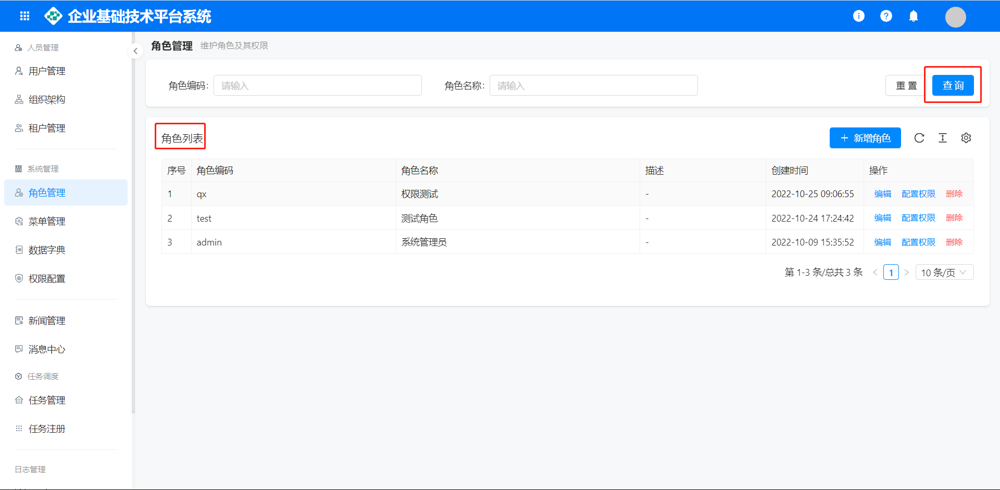 企业基础技术平台系统
人员管理
用户管理
组织架构
租户管理
系统管理
角色管理
菜单管理
数据字典
权限配置
新闻管理
消息中心
任务调度
任务管理
任务注册
日志管理
角色管理 维护角色及其权限
角色编码: 请输入 角色名称: 请输入 重 置 查 询
角色列表 新增角色
序号 角色编码 角色名称 描述 创建时间 操作
1 qx 权限测试 - 2022-10-25 09:06:55 编辑 配置权限 删除
2 test 测试角色 - 2022-10-24 17:24:42 编辑 配置权限 删除
3 admin 系统管理员 - 2022-10-09 15:35:52 编辑 配置权限 删除
第 1-3 条/总共 3 条 < 1 > 10 条/页